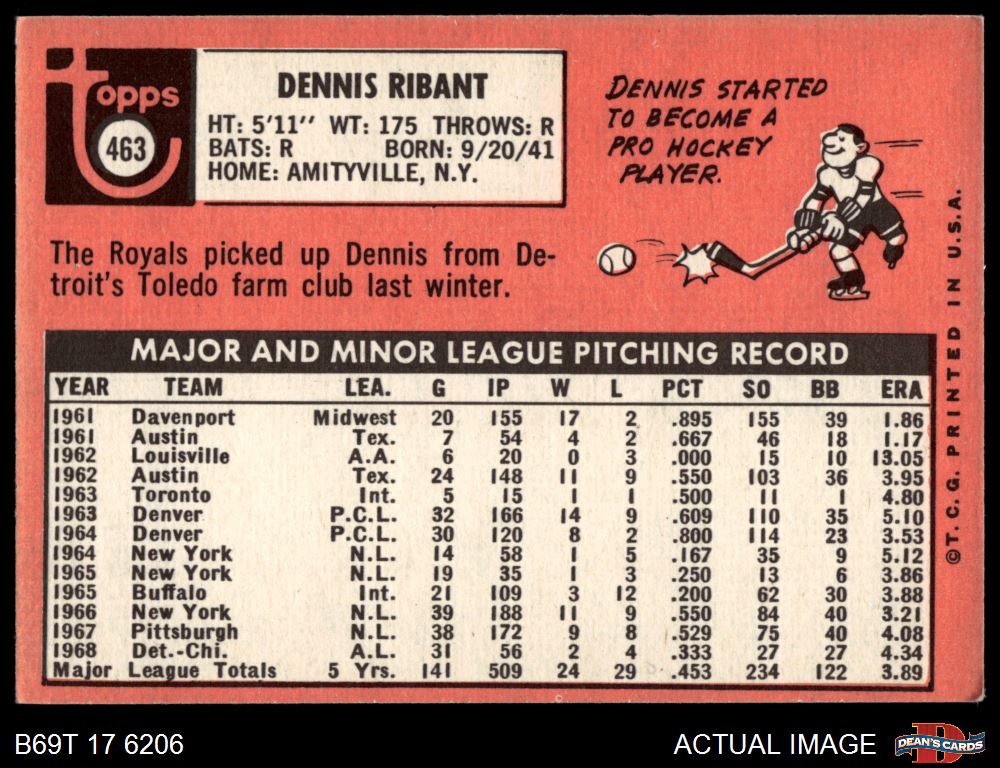 Topps
463
DENNIS RIBANT
HT: 5'11" WT: 175 THROWS: R
BATS: R BORN: 9/20/41
HOME: AMITYVILLE, N.Y.
DENNIS STARTED
TO BECOME A
PRO HOCKEY
PLAYER.
The Royals picked up Dennis from De-
troit's Toledo farm club last winter.
MAJOR AND MINOR LEAGUE PITCHING RECORD
YEAR TEAM LEA. G IP W L PCT SO BB ERA
1961 Davenport Midwest 20 155 17 2 .895 155 39 1.86
1961 Austin Tex. 7 54 4 2 .667 46 18 1.17
1962 Louisville A.A. 6 20 0 3 .000 15 10 13.05
1962 Austin Tex. 24 148 11 9 .550 103 36 3.95
1963 Toronto Int. 5 15 1 1 .500 11 1 4.80
1963 Denver P.C.L. 32 166 14 9 .609 110 35 5.10
1964 Denver P.C.L. 30 120 8 2 .800 114 23 3.53
1964 New York N.L. 14 58 1 5 .167 35 9 5.12
1965 New York N.L. 19 35 1 3 .250 13 6 3.86
1965 Buffalo Int. 21 109 3 12 .200 62 30 3.88
1966 New York N.L. 39 188 11 9 .550 84 40 3.21
1967 Pittsburgh N.L. 38 172 9 8 .529 75 40 4.08
1968 Det.-Chi. A.L. 31 56 2 4 .333 27 27 4.34
Major League Totals 5 Yrs. 141 509 24 29 .453 234 122 3.89
©T.C.G. PRINTED IN U.S.A.
B69T 17 6206
ACTUAL IMAGE
D
DEAN'S CARDS